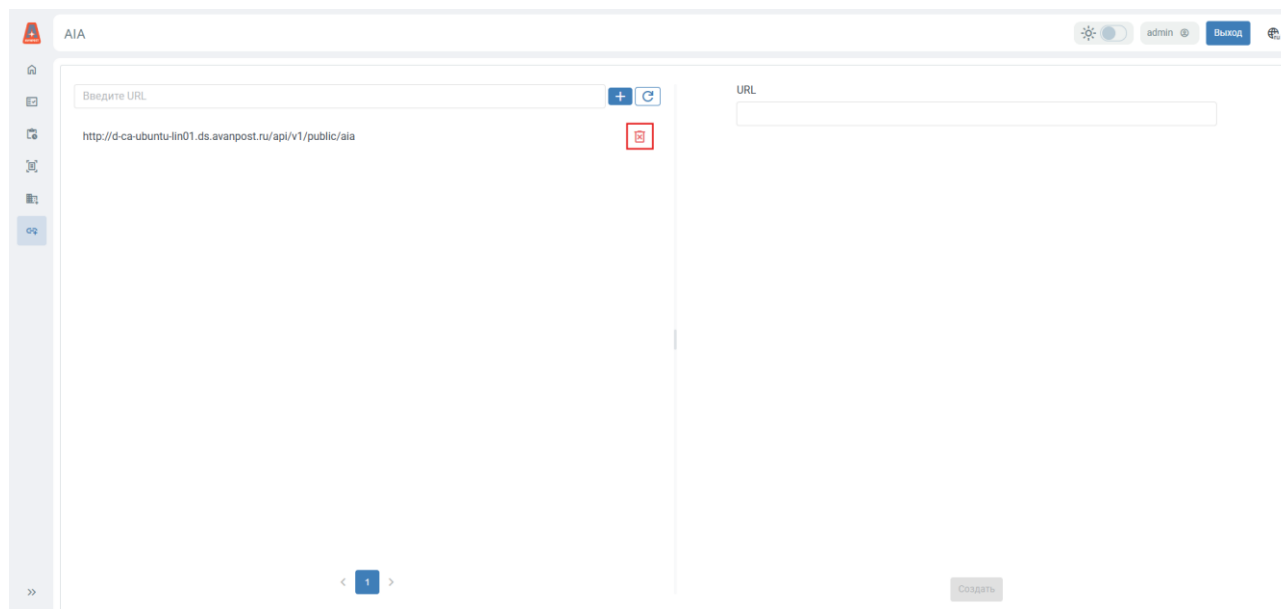 AIA
admin
Выход
Введите URL
URL
http://d-ca-ubuntu-lin01.ds.avanpost.ru/api/v1/public/aia
1
Создать